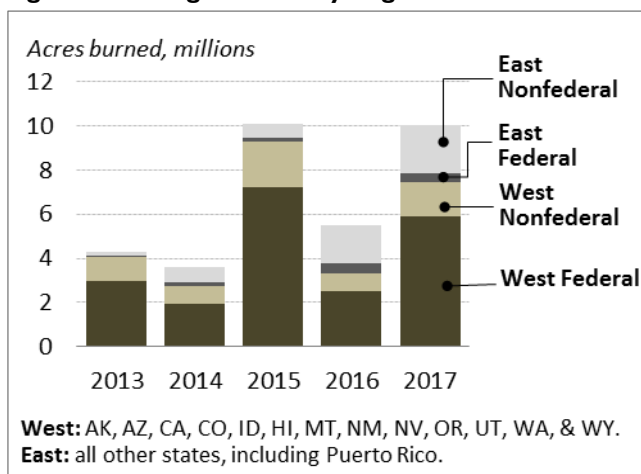 Acres burned, millions
12
10
8
6
4
2
0
2013 2014 2015 2016 2017
East
Nonfederal
East
Federal
West
Nonfederal
West Federal
West: AK, AZ, CA, CO, ID, HI, MT, NM, NV, OR, UT, WA, & WY.
East: all other states, including Puerto Rico.